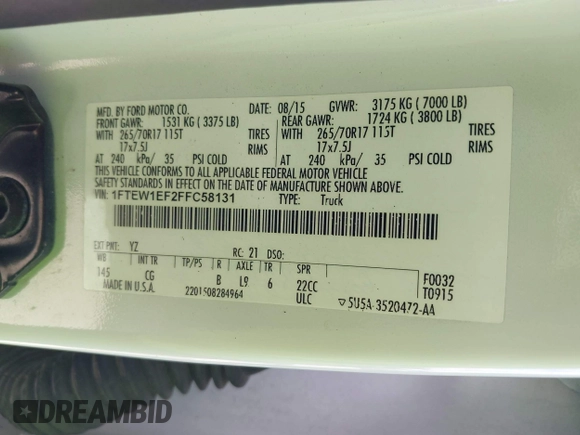 MFD. BY FORD MOTOR CO. DATE: 08/15 GVWR: 3175 KG ( 7000 LB)
FRONT GAWR: 1531 KG ( 3375 LB) REAR GAWR: 1724 KG ( 3800 LB)
WITH 265/70R17 115T TIRES WITH 265/70R17 115T TIRES
17x7.5J RIMS 17x7.5J RIMS
AT 240 kPa/ 35 PSI COLD AT 240 kPa/ 35 PSI COLD
THIS VEHICLE CONFORMS TO ALL APPLICABLE FEDERAL MOTOR VEHICLE
SAFETY AND THEFT PREVENTION STANDARDS IN EFFECT ON THE DATE OF MANUFACTURE SHOWN ABOVE.
VIN: 1FTEW1EF2FFC58131 TYPE: Truck
EXT PNT: YZ RC: 21 DSO:
WB INT TR TP/PS R AXLE TR SPR
145 CG B L9 6 22CC F0032
MADE IN U.S.A. 2201508284964 ULC T0915
▽5U5A-3520472-AA
DREAMBID